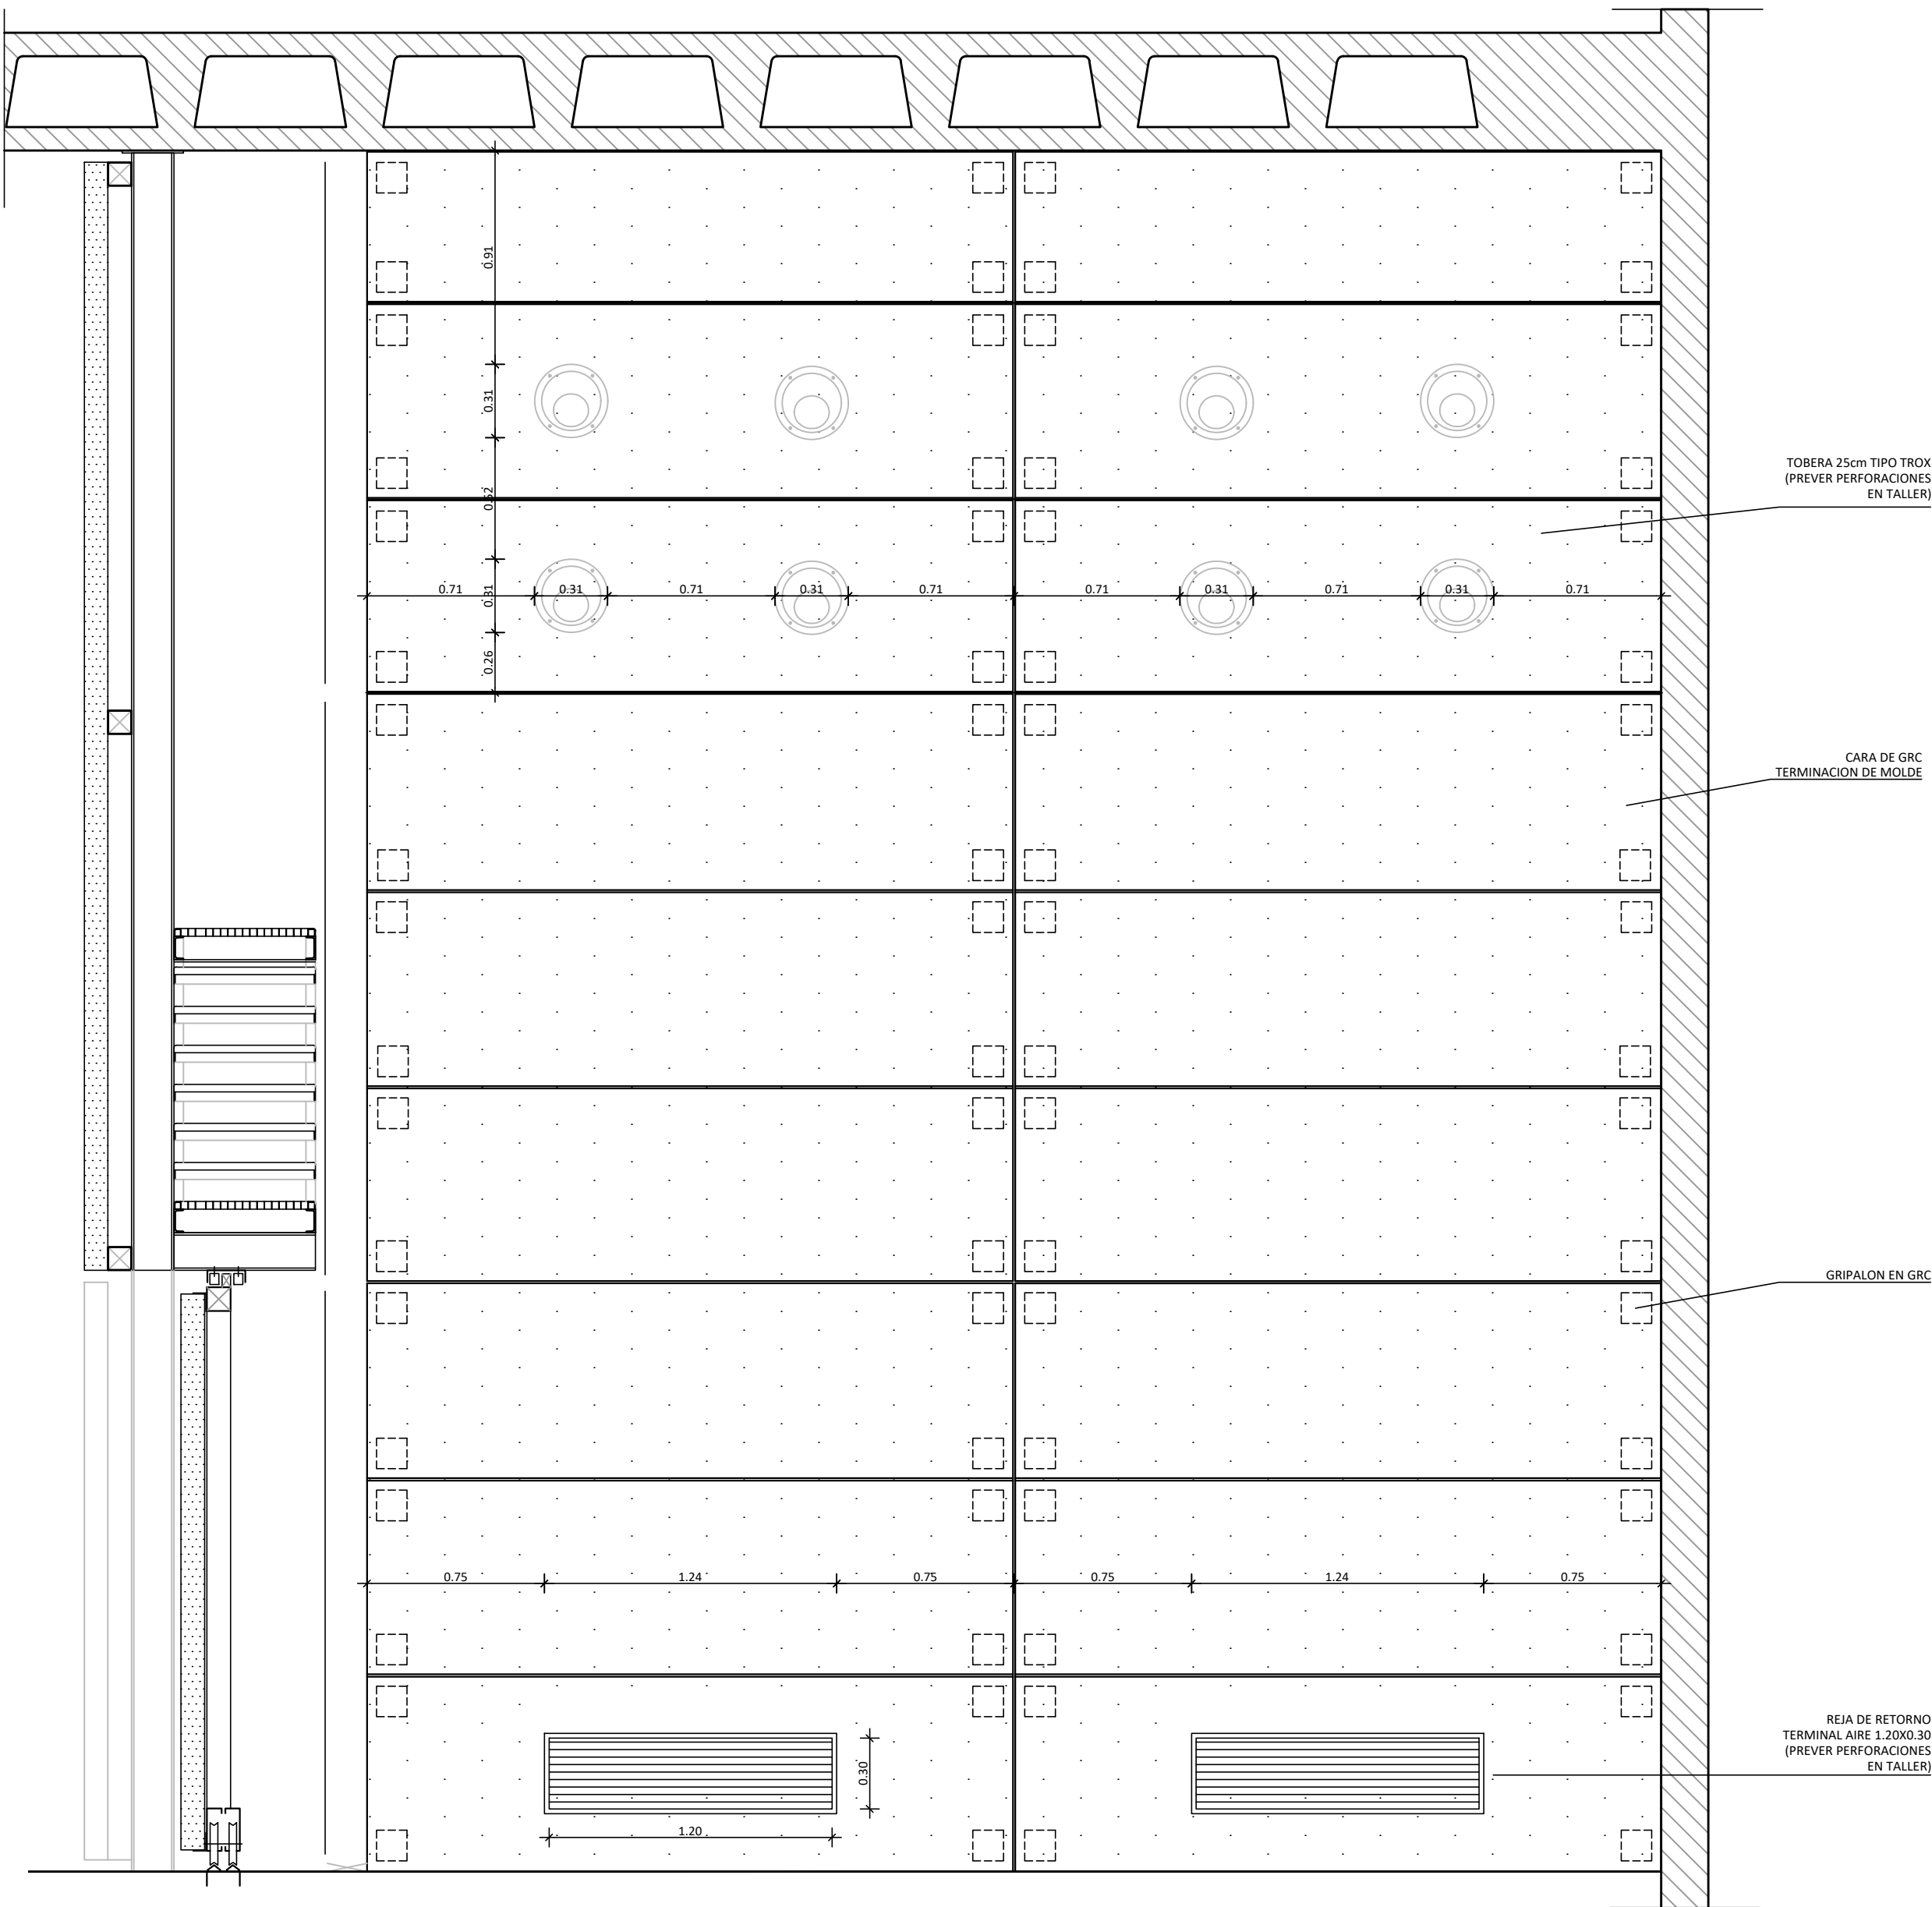 0.91
0.31
0.52
TOBERA 25cm TIPO TROX
(PREVER PERFORACIONES
EN TALLER)
0.71
0.31
0.71
0.31
0.71
0.71
0.31
0.71
0.31
0.71
0.31
0.26
CARA DE GRC
TERMINACION DE MOLDE
GRIPALON EN GRC
0.75
1.24
0.75
0.75
1.24
0.75
REJA DE RETORNO
TERMINAL AIRE 1.20X0.30
(PREVER PERFORACIONES
EN TALLER)
0.30
1.20